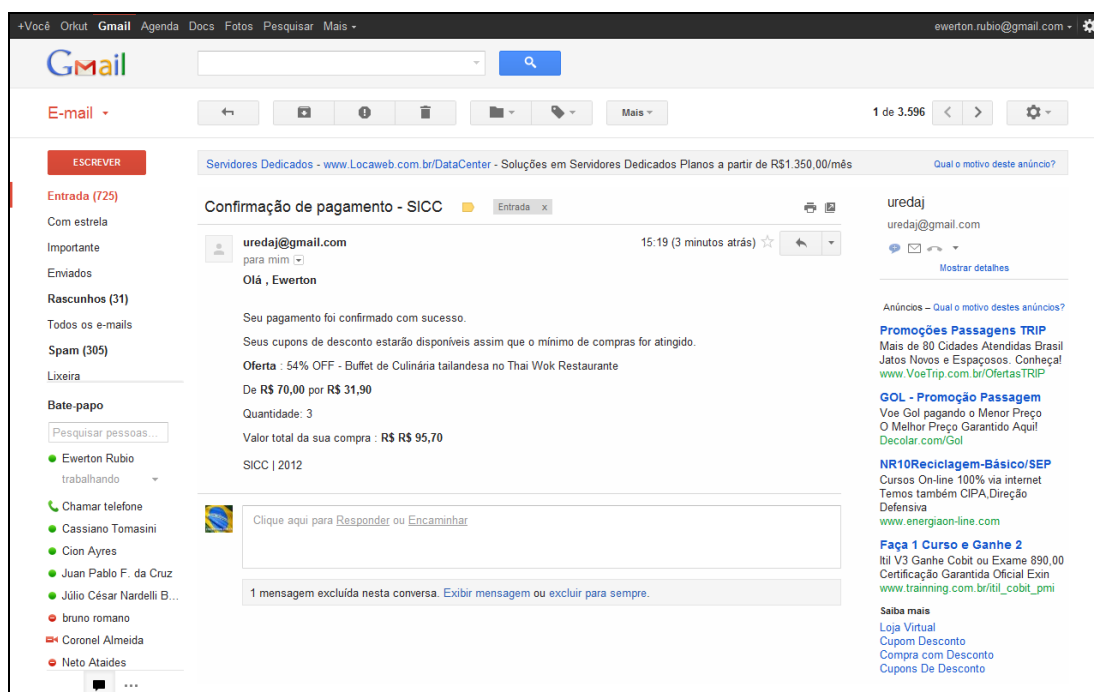 +Você Orkut Gmail Agenda Docs Fotos Pesquisar Mais
ewerton.rubio@gmail.com
Gmail
E-mail
Mais
1 de 3.596
ESCREVER
Entrada (725)
Com estrela
Importante
Enviados
Rascunhos (31)
Todos os e-mails
Spam (305)
Lixeira
Bate-papo
Pesquisar pessoas...
Ewerton Rubio
trabalhando
Chamar telefone
Cassiano Tomasini
Cion Ayres
Juan Pablo F. da Cruz
Júlio César Nardelli B...
bruno romano
Coronel Almeida
Neto Ataides
Servidores Dedicados - www.Locaweb.com.br/DataCenter - Soluções em Servidores Dedicados Planos a partir de R$1.350,00/mês
Qual o motivo deste anúncio?
Confirmação de pagamento - SICC
Entrada x
uredaj@gmail.com
15:19 (3 minutos atrás)
para mim
Olá , Ewerton
Seu pagamento foi confirmado com sucesso.
Seus cupons de desconto estarão disponíveis assim que o mínimo de compras for atingido.
Oferta : 54% OFF - Buffet de Culinária tailandesa no Thai Wok Restaurante
De R$ 70,00 por R$ 31,90
Quantidade: 3
Valor total da sua compra : R$ R$ 95,70
SICC | 2012
Clique aqui para Responder ou Encaminhar
1 mensagem excluída nesta conversa. Exibir mensagem ou excluir para sempre.
uredaj
uredaj@gmail.com
Mostrar detalhes
Anúncios – Qual o motivo destes anúncios?
Promoções Passagens TRIP
Mais de 80 Cidades Atendidas Brasil
Jatos Novos e Espaçosos. Conheça!
www.VoeTrip.com.br/OfertasTRIP
GOL - Promoção Passagem
Voe Gol pagando o Menor Preço
O Melhor Preço Garantido Aqui!
Decolar.com/Gol
NR10Reciclagem-Básico/SEP
Cursos On-line 100% via internet
Temos também CIPA,Direção
Defensiva
www.energiaon-line.com
Faça 1 Curso e Ganhe 2
Itil V3 Ganhe Cobit ou Exame 890,00
Certificação Garantida Oficial Exin
www.trainning.com.br/itil_cobit_pmi
Saiba mais
Loja Virtual
Cupom Desconto
Compra com Desconto
Cupons De Desconto